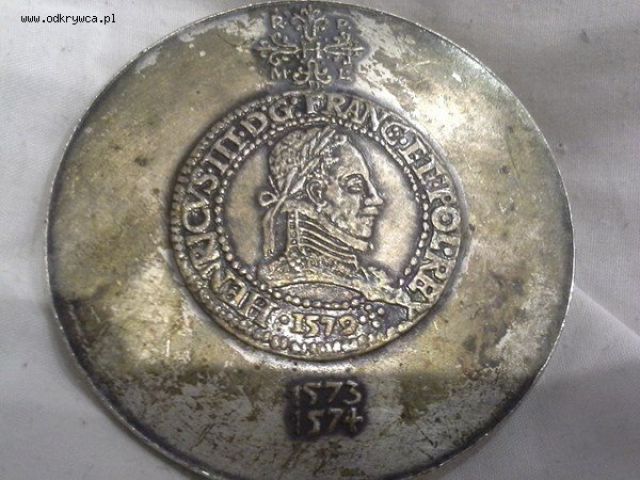 www.odkrywca.pl
R P
H
M L
HENRICVS·III·D:G·FRANC·ET·POL·REX
·1579·
1573
1574